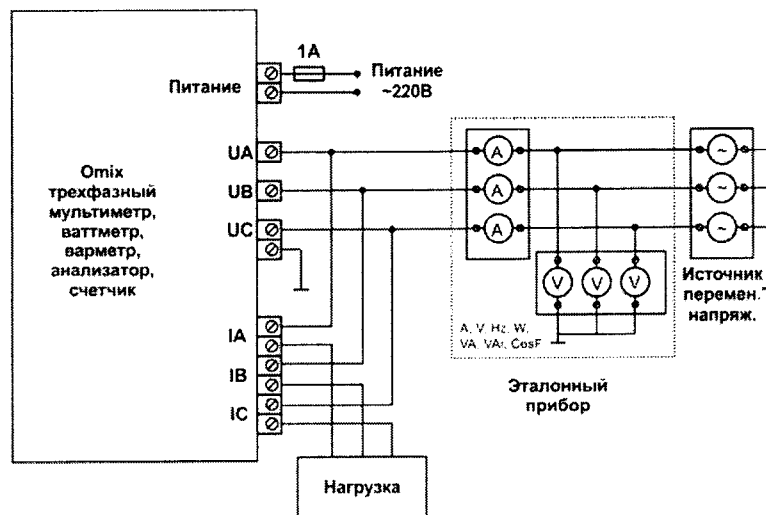 1А
Питание
Питание
~220В
UA
UB
UC
Omix
трехфазный
мультиметр,
ваттметр,
варметр,
анализатор,
счетчик
A
A
A
~
~
~
V
V
V
Источник
перемен.
напряж.
A, V, Hz, W,
VA, VAr, CosF
Эталонный
прибор
IA
IB
IC
Нагрузка